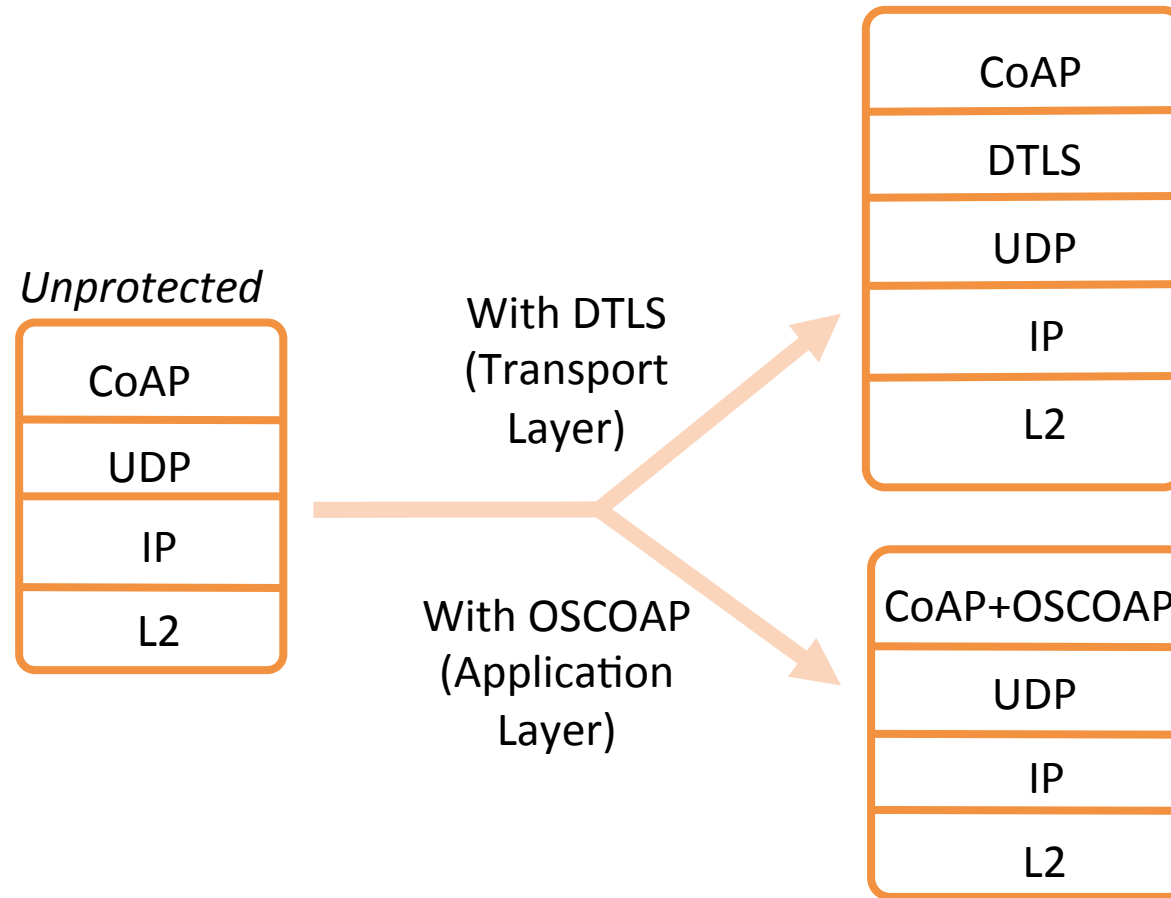 Unprotected
CoAP
UDP
IP
L2
With DTLS
(Transport
Layer)
With OSCOAP
(Application
Layer)
CoAP
DTLS
UDP
IP
L2
CoAP+OSCOAP
UDP
IP
L2